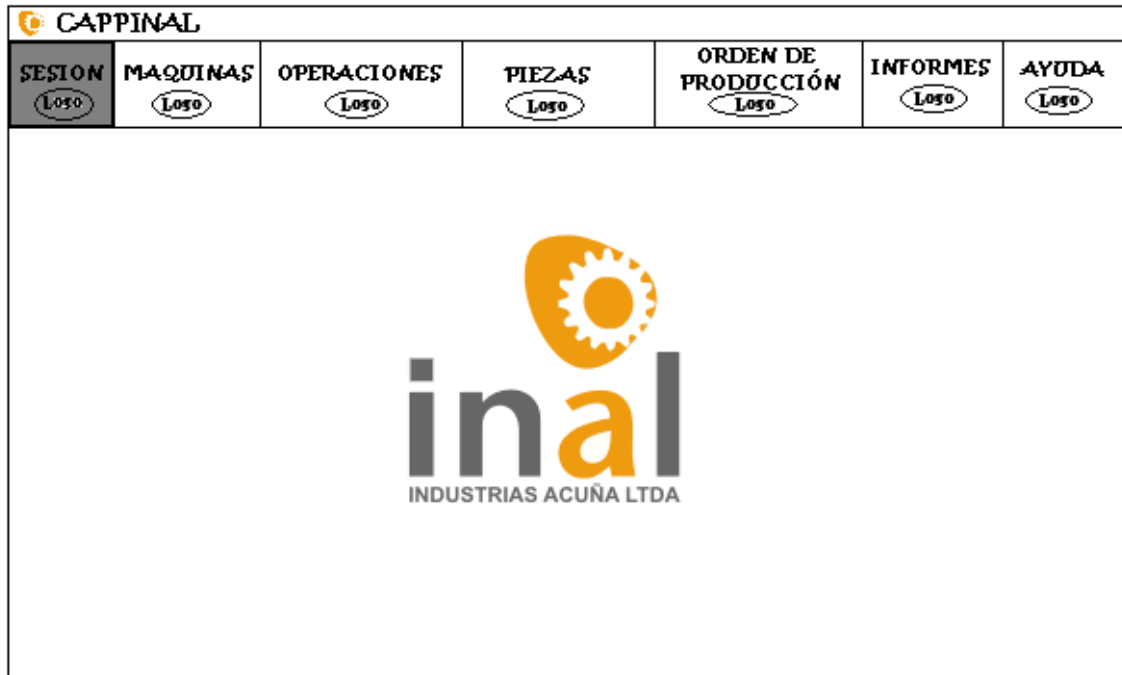 CAPPINAL
SESION MAQUINAS OPERACIONES PIEZAS ORDEN DE PRODUCCIÓN INFORMES AYUDA
Logo Logo Logo Logo Logo Logo Logo
inal
INDUSTRIAS ACUÑA LTDA